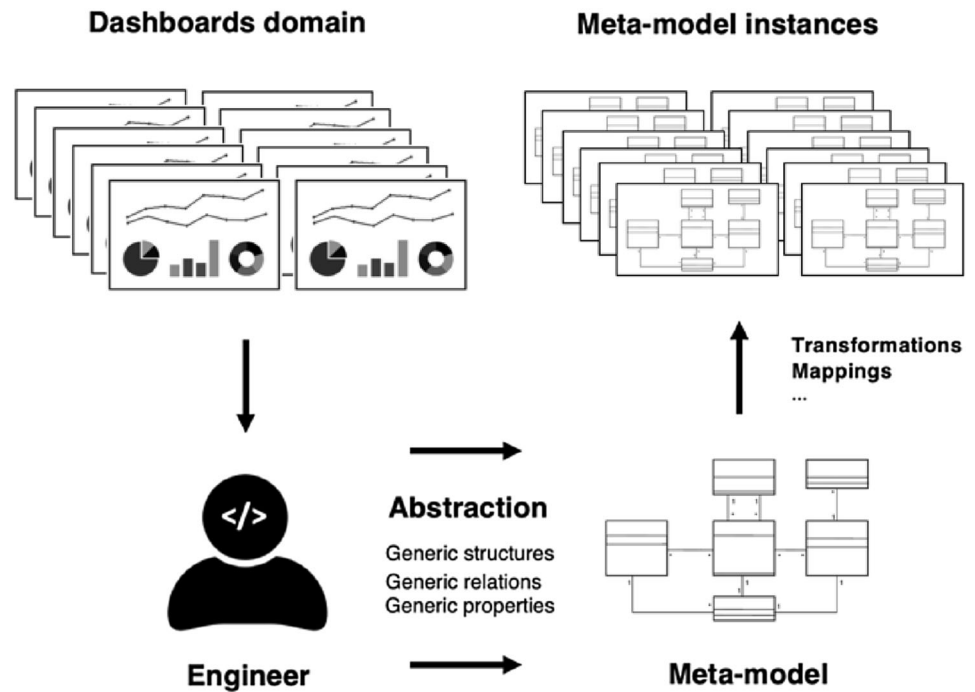 Dashboards domain
Meta-model instances
Transformations
Mappings
...
</>
Abstraction
Generic structures
Generic relations
Generic properties
Engineer
Meta-model